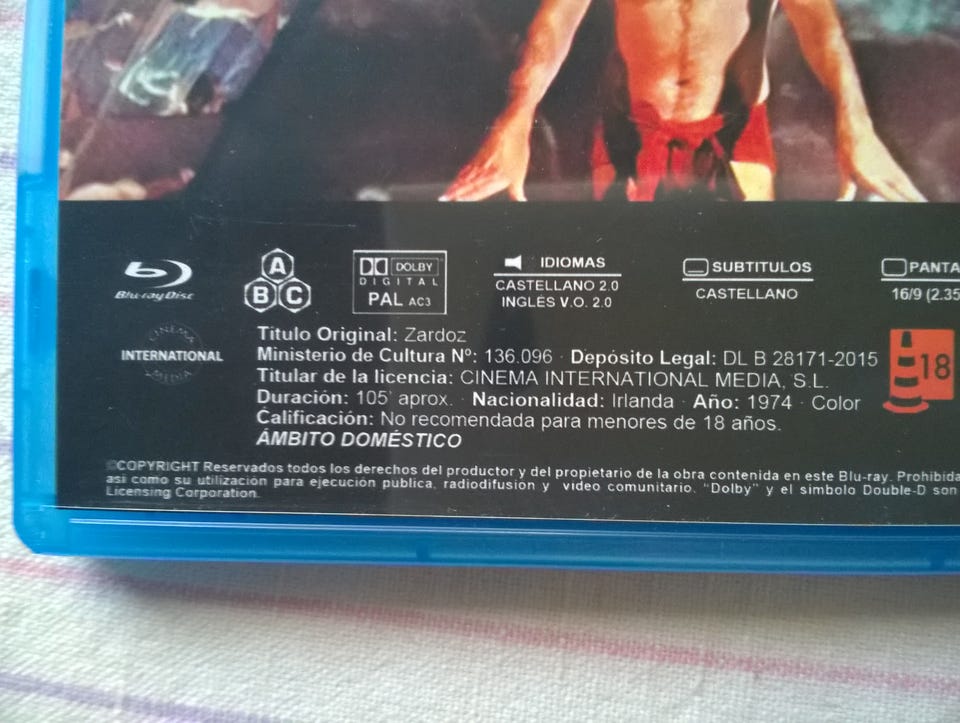 Blu-ray Disc
A
B C
DOLBY
DIGITAL
PAL AC3
IDIOMAS
CASTELLANO 2.0
INGLÉS V.O. 2.0
SUBTITULOS
CASTELLANO
PANTA
16/9 (2.35
CINEMA
INTERNATIONAL
MEDIA
Titulo Original: Zardoz
Ministerio de Cultura Nº: 136.096 · Depósito Legal: DL B 28171-2015
Titular de la licencia: CINEMA INTERNATIONAL MEDIA, S.L.
Duración: 105' aprox. · Nacionalidad: Irlanda · Año: 1974 · Color
Calificación: No recomendada para menores de 18 años.
ÁMBITO DOMÉSTICO
18
©COPYRIGHT Reservados todos los derechos del productor y del propietario de la obra contenida en este Blu-ray. Prohibida
asi como su utilización para ejecución publica, radiodifusión y video comunitario. “Dolby” y el simbolo Double-D son
Licensing Corporation.